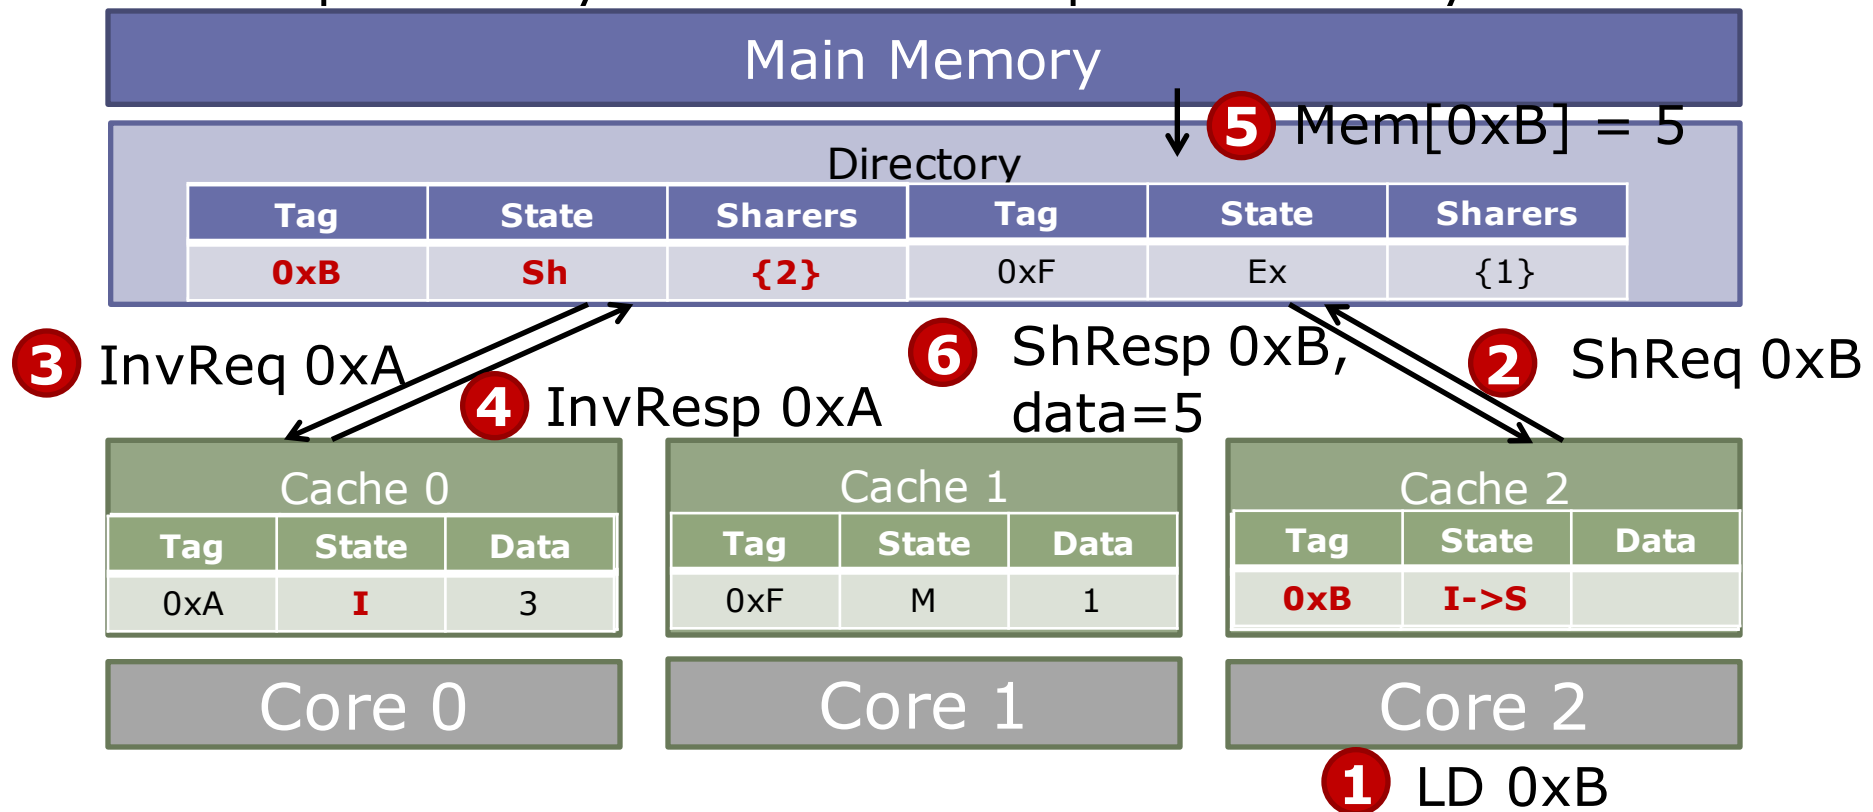 Main Memory
5 Mem[0xB] = 5
Directory
Tag State Sharers Tag State Sharers
0xB Sh {2} 0xF Ex {1}
3 InvReq 0xA
4 InvResp 0xA
6 ShResp 0xB,
data=5
2 ShReq 0xB
Cache 0
Tag State Data
0xA I 3
Cache 1
Tag State Data
0xF M 1
Cache 2
Tag State Data
0xB I->S
Core 0
Core 1
Core 2
1 LD 0xB